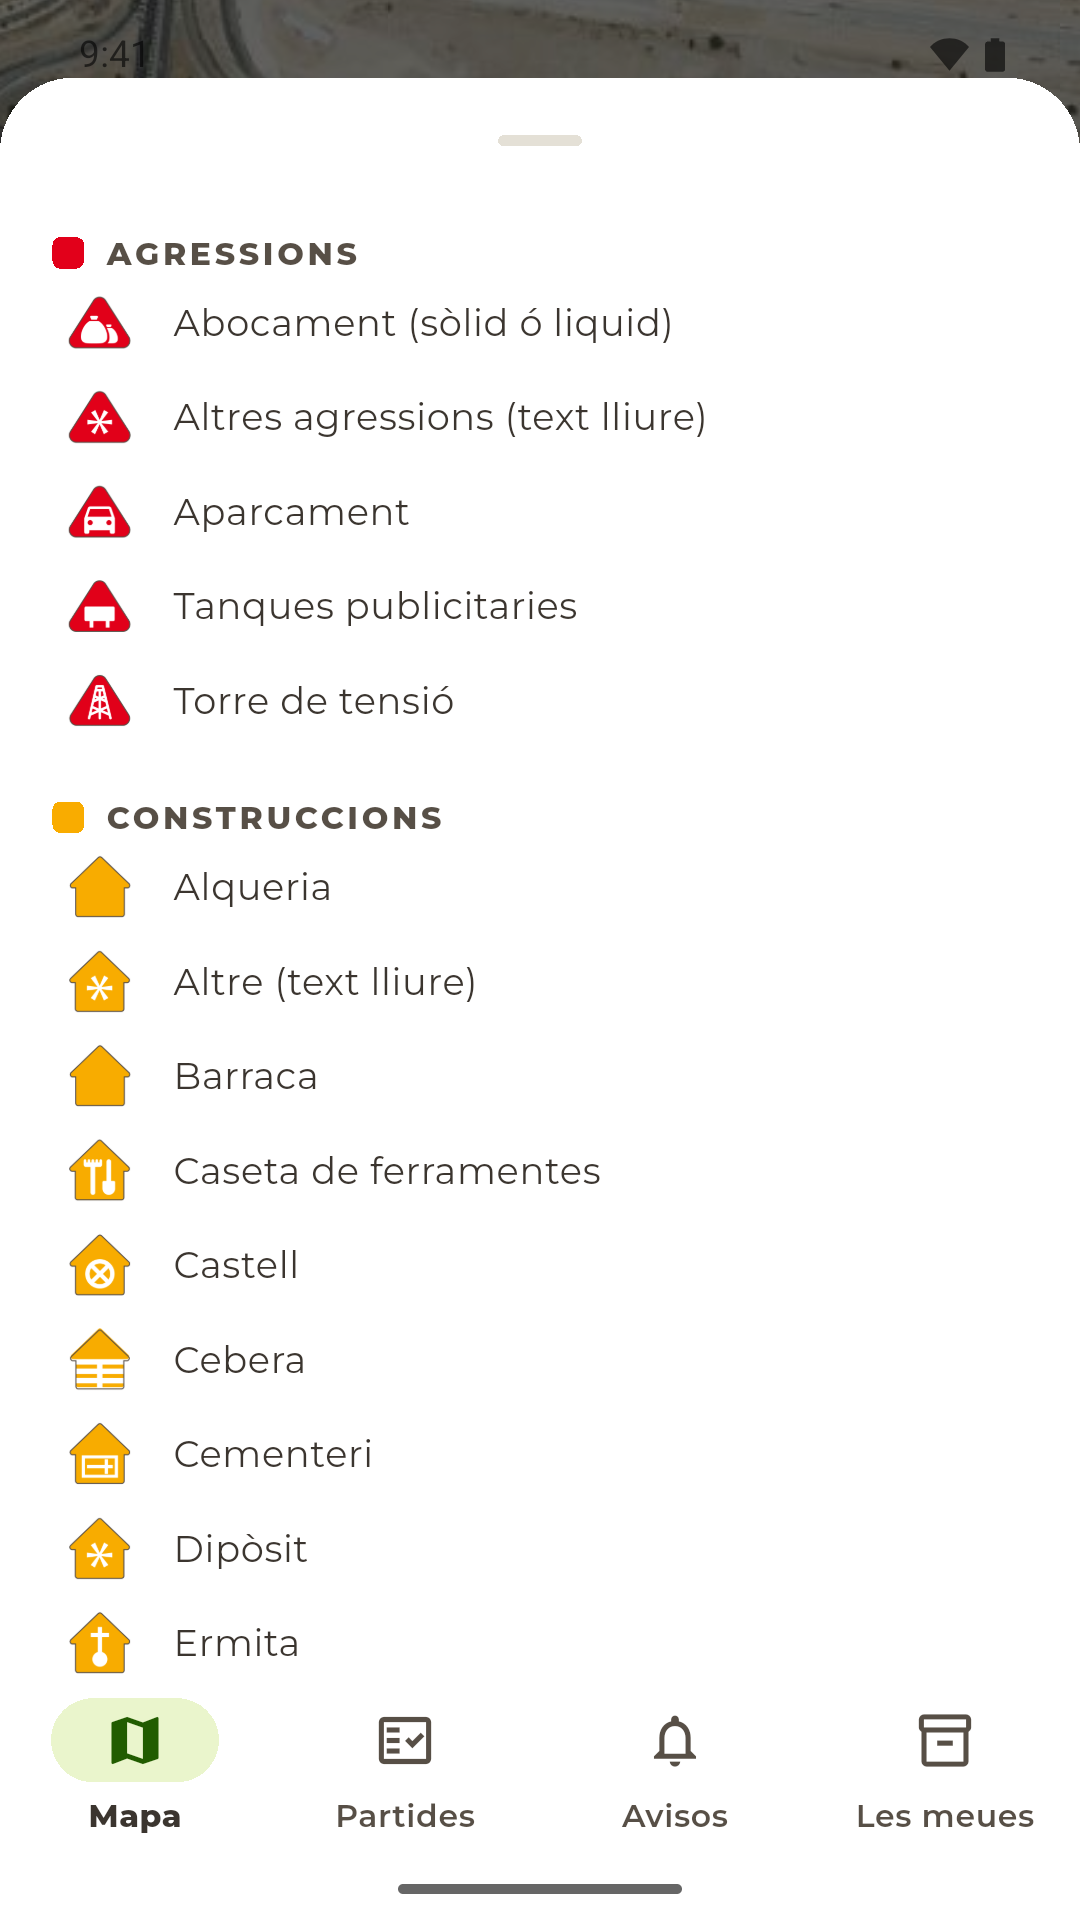 9:41
AGRESSIONS
Abocament (sòlid ó liquid)
Altres agressions (text lliure)
Aparcament
Tanques publicitaries
Torre de tensió
CONSTRUCCIONS
Alqueria
Altre (text lliure)
Barraca
Caseta de ferramentes
Castell
Cebera
Cementeri
Dipòsit
Ermita
Mapa Partides Avisos Les meues